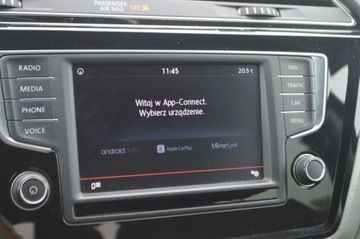 PASSENGER
AIR BAG OFF
RADIO
MEDIA
PHONE
VOICE
11:45
20.5°C
Witaj w App-Connect.
Wybierz urządzenie.
androidauto
Apple CarPlay
MirrorLink
NAV
TRAFFIC
CAR
MENU